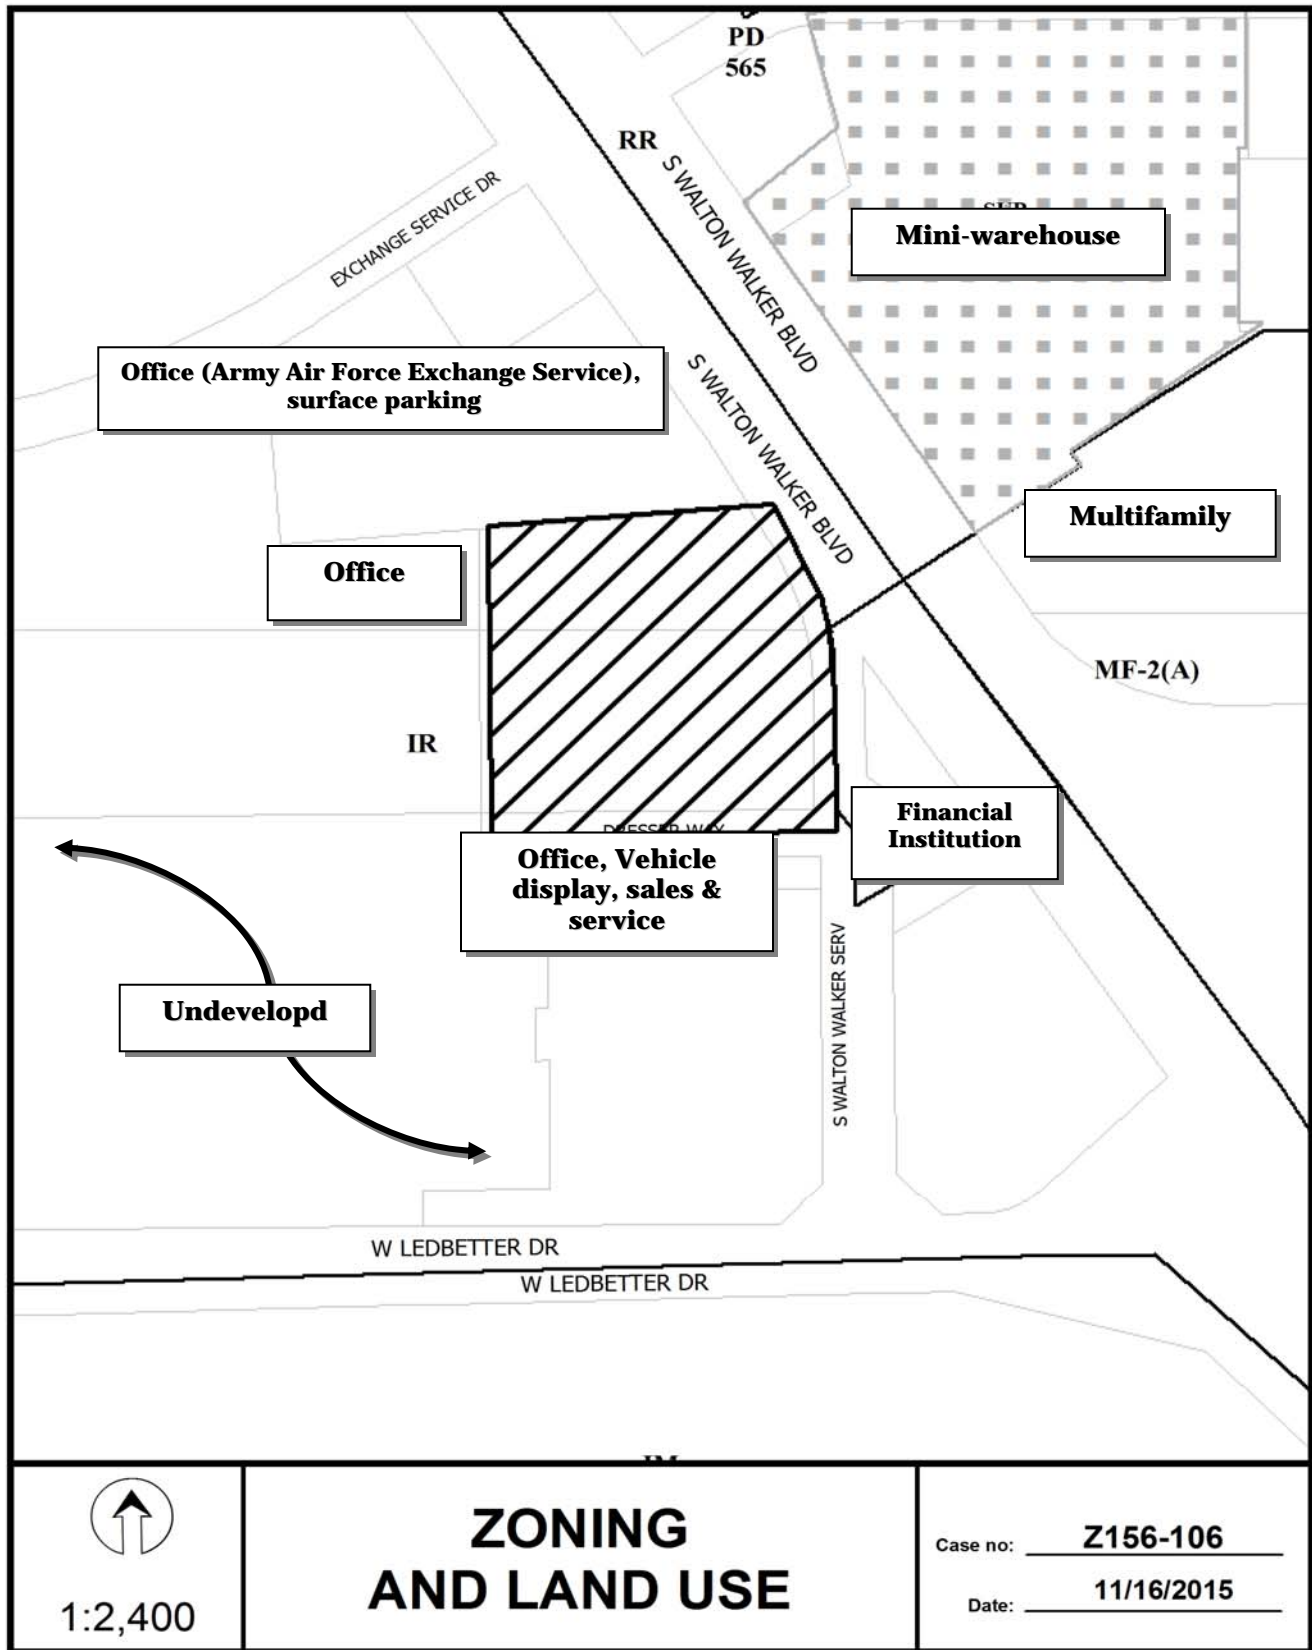 PD
565
RR
S WALTON WALKER BLVD
EXCHANGE SERVICE DR
Mini-warehouse
Office (Army Air Force Exchange Service),
surface parking
S WALTON WALKER BLVD
Multifamily
Office
MF-2(A)
IR
Financial
Institution
DRESSER WAY
Office, Vehicle
display, sales &
service
S WALTON WALKER SERV
Undevelopd
W LEDBETTER DR
W LEDBETTER DR
1:2,400
ZONING
AND LAND USE
Case no: Z156-106
Date: 11/16/2015